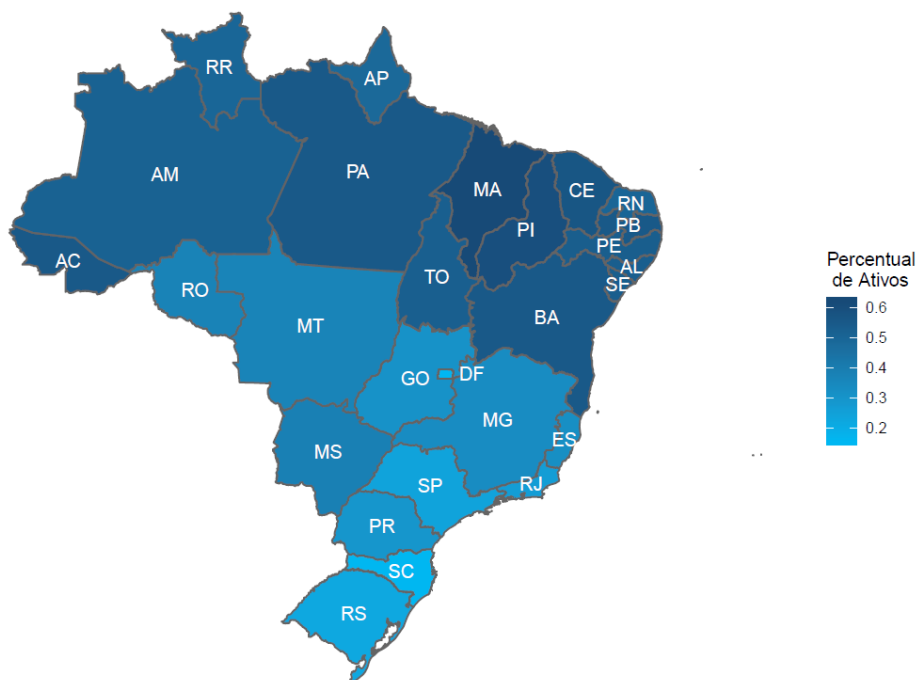 RR
AP
AM
PA
MA
CE
RN
PB
PI
PE
AC
AL
TO
SE
RO
BA
MT
GO
DF
MG
ES
MS
SP
RJ
PR
SC
RS
Percentual
de Ativos
0.6
0.5
0.4
0.3
0.2